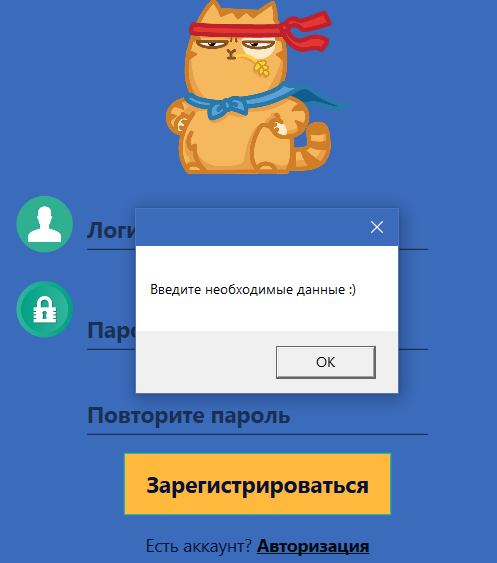 Введите необходимые данные :)
OK
Повторите пароль
Зарегистрироваться
Есть аккаунт? Авторизация